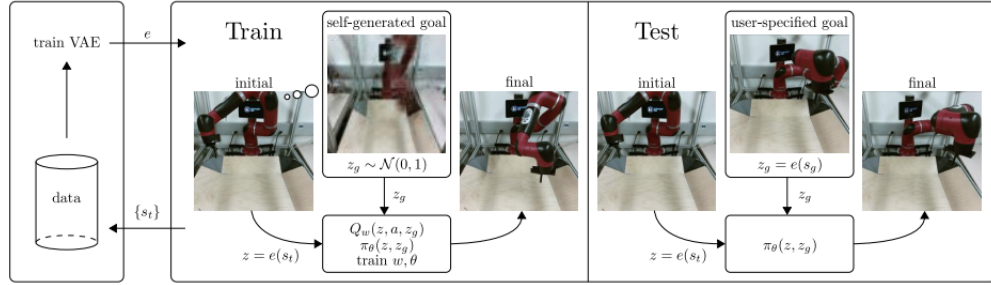 train VAE
e
data
{s_t}
Train
initial
self-generated goal
z_g ∼ 𝒩(0, 1)
final
z_g
z = e(s_t)
Q_w(z, a, z_g)
π_θ(z, z_g)
train w, θ
Test
initial
user-specified goal
z_g = e(s_g)
final
z_g
z = e(s_t)
π_θ(z, z_g)